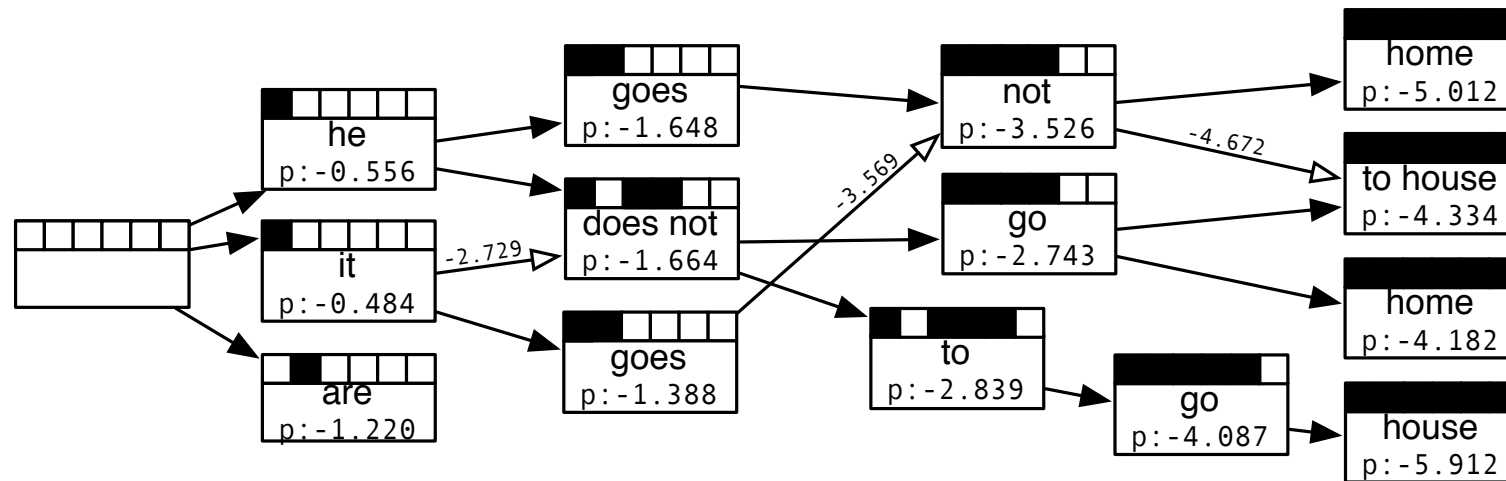 he
p:-0.556
it
p:-0.484
are
p:-1.220
-2.729
goes
p:-1.648
does not
p:-1.664
goes
p:-1.388
-3.569
not
p:-3.526
go
p:-2.743
to
p:-2.839
go
p:-4.087
-4.672
home
p:-5.012
to house
p:-4.334
home
p:-4.182
house
p:-5.912